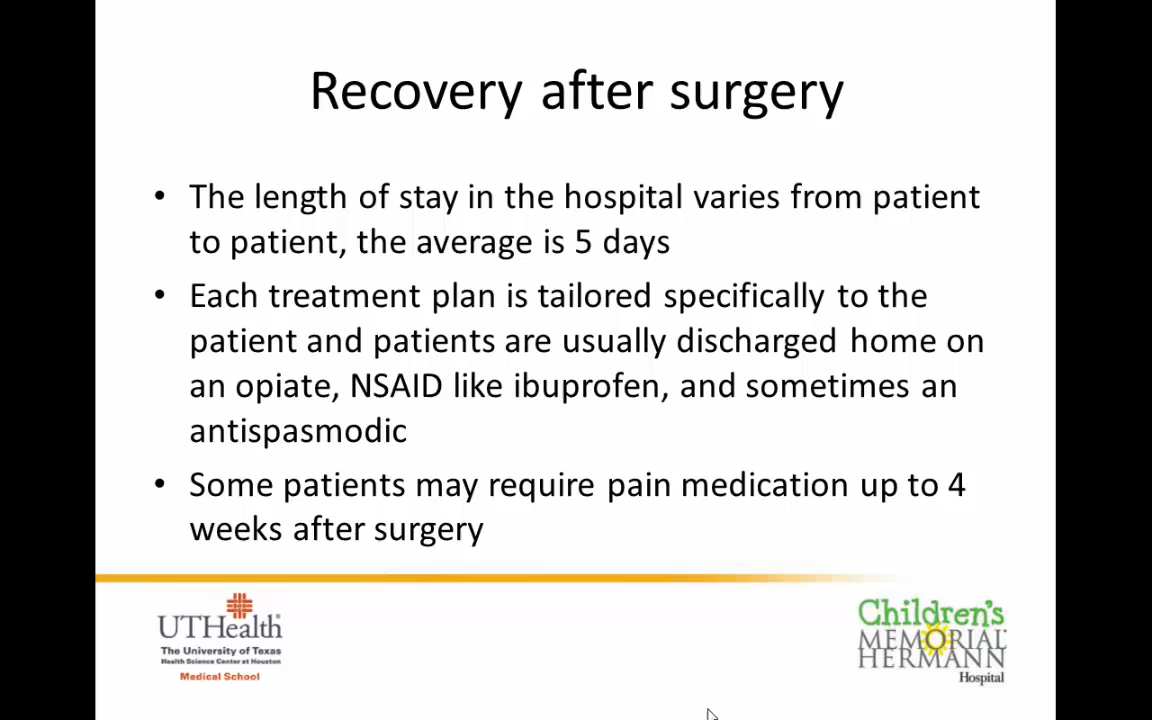 Recovery after surgery
• The length of stay in the hospital varies from patient
to patient, the average is 5 days
• Each treatment plan is tailored specifically to the
patient and patients are usually discharged home on
an opiate, NSAID like ibuprofen, and sometimes an
antispasmodic
• Some patients may require pain medication up to 4
weeks after surgery
UTHealth
The University of Texas
Health Science Center at Houston
Medical School
Children's
MEMORIAL
HERMANN
Hospital